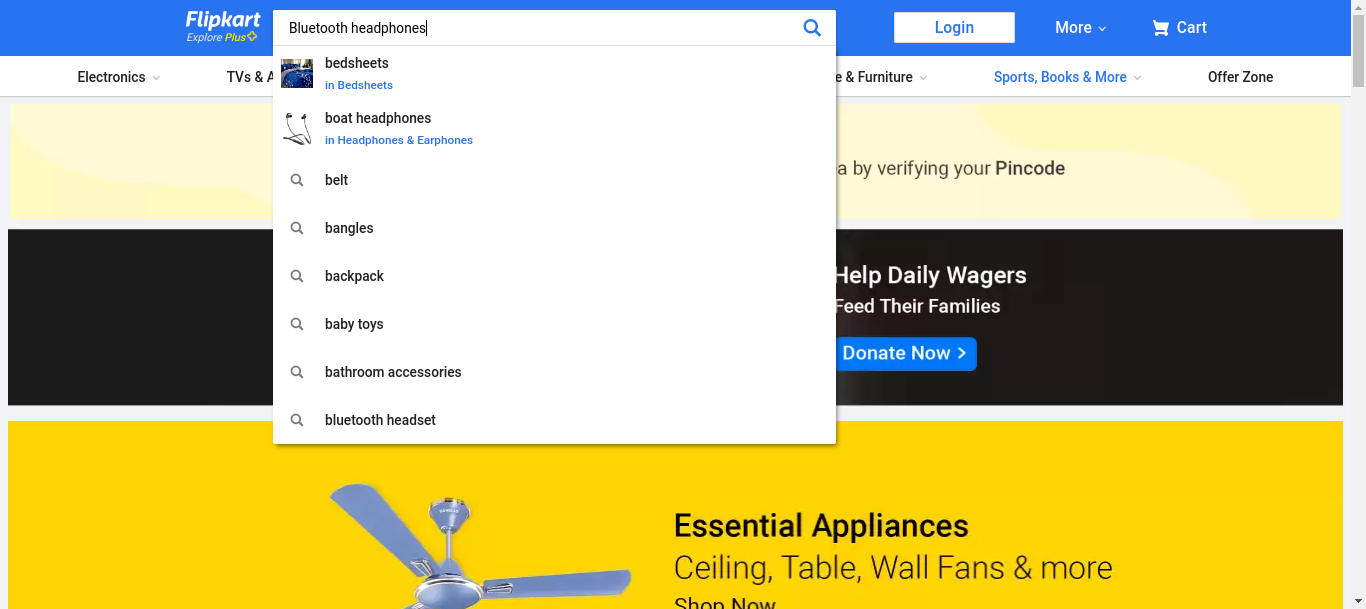 Flipkart
Explore Plus
Bluetooth headphones
Login
More
Cart
Electronics
TVs & A
e & Furniture
Sports, Books & More
Offer Zone
bedsheets
in Bedsheets
boat headphones
in Headphones & Earphones
belt
bangles
backpack
baby toys
bathroom accessories
bluetooth headset
a by verifying your Pincode
Help Daily Wagers
Feed Their Families
Donate Now >
Essential Appliances
Ceiling, Table, Wall Fans & more
Shop Now